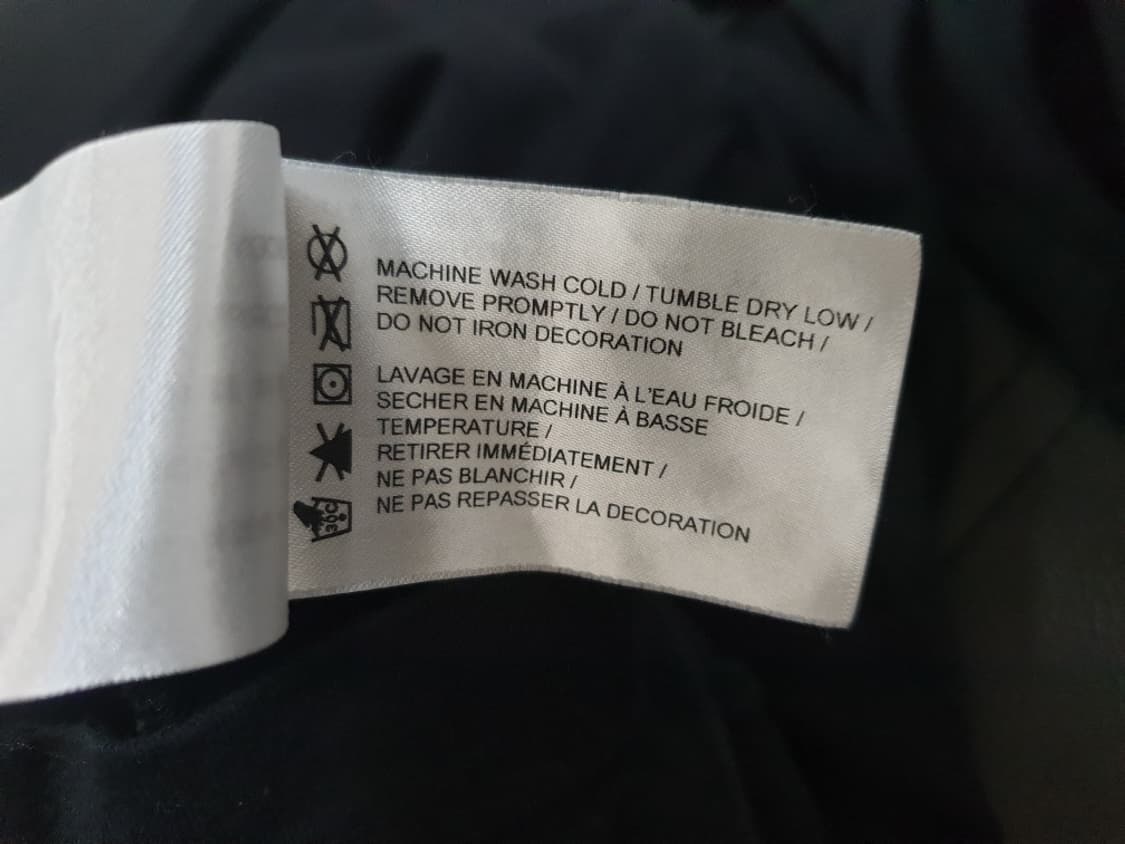 MACHINE WASH COLD / TUMBLE DRY LOW /
REMOVE PROMPTLY / DO NOT BLEACH /
DO NOT IRON DECORATION
LAVAGE EN MACHINE À L'EAU FROIDE /
SECHER EN MACHINE À BASSE
TEMPERATURE /
RETIRER IMMÉDIATEMENT /
NE PAS BLANCHIR /
NE PAS REPASSER LA DECORATION
30C